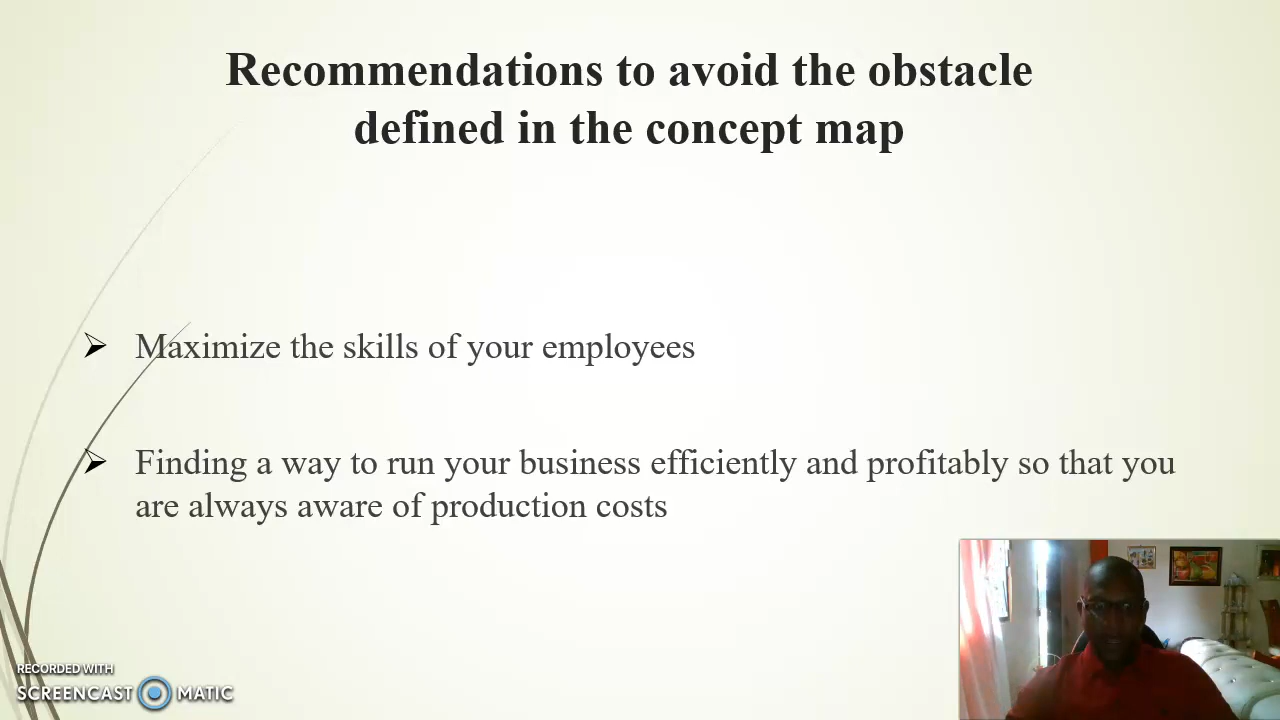 Recommendations to avoid the obstacle
defined in the concept map
Maximize the skills of your employees
Finding a way to run your business efficiently and profitably so that you
are always aware of production costs
RECORDED WITH
SCREENCAST MATIC